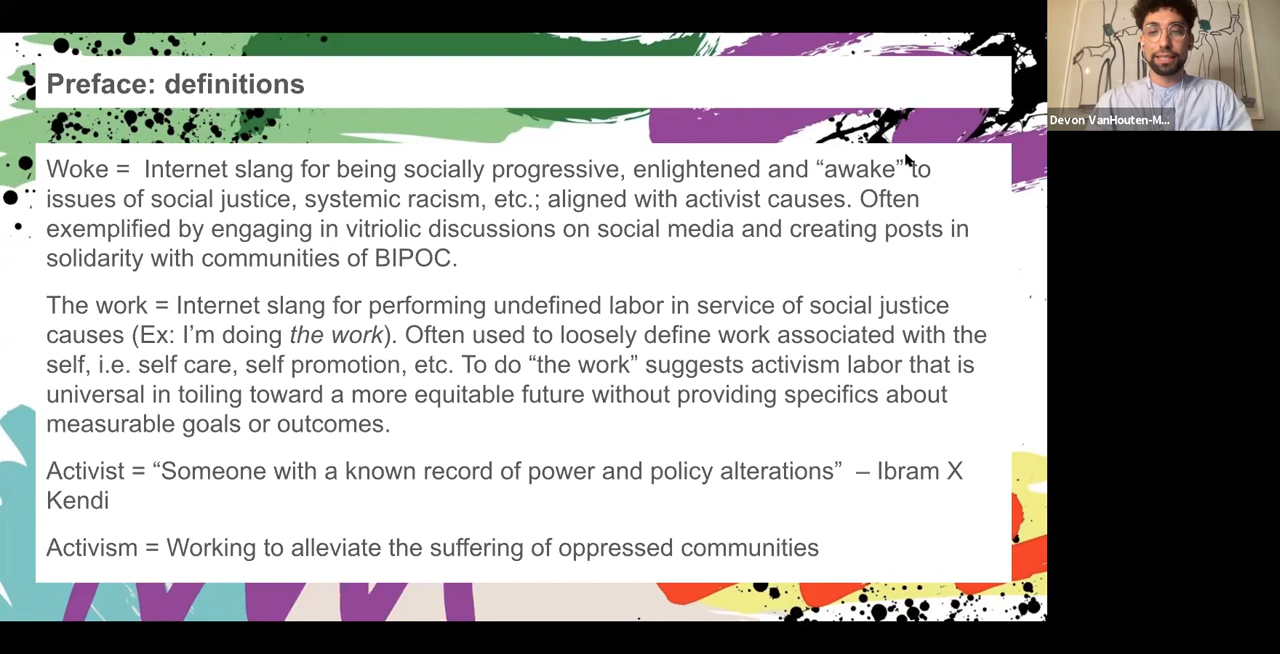 Preface: definitions
Devon VanHouten-M...
Woke =  Internet slang for being socially progressive, enlightened and “awake” to
issues of social justice, systemic racism, etc.; aligned with activist causes. Often
exemplified by engaging in vitriolic discussions on social media and creating posts in
solidarity with communities of BIPOC.
The work = Internet slang for performing undefined labor in service of social justice
causes (Ex: I’m doing the work). Often used to loosely define work associated with the
self, i.e. self care, self promotion, etc. To do “the work” suggests activism labor that is
universal in toiling toward a more equitable future without providing specifics about
measurable goals or outcomes.
Activist = “Someone with a known record of power and policy alterations”  – Ibram X
Kendi
Activism = Working to alleviate the suffering of oppressed communities